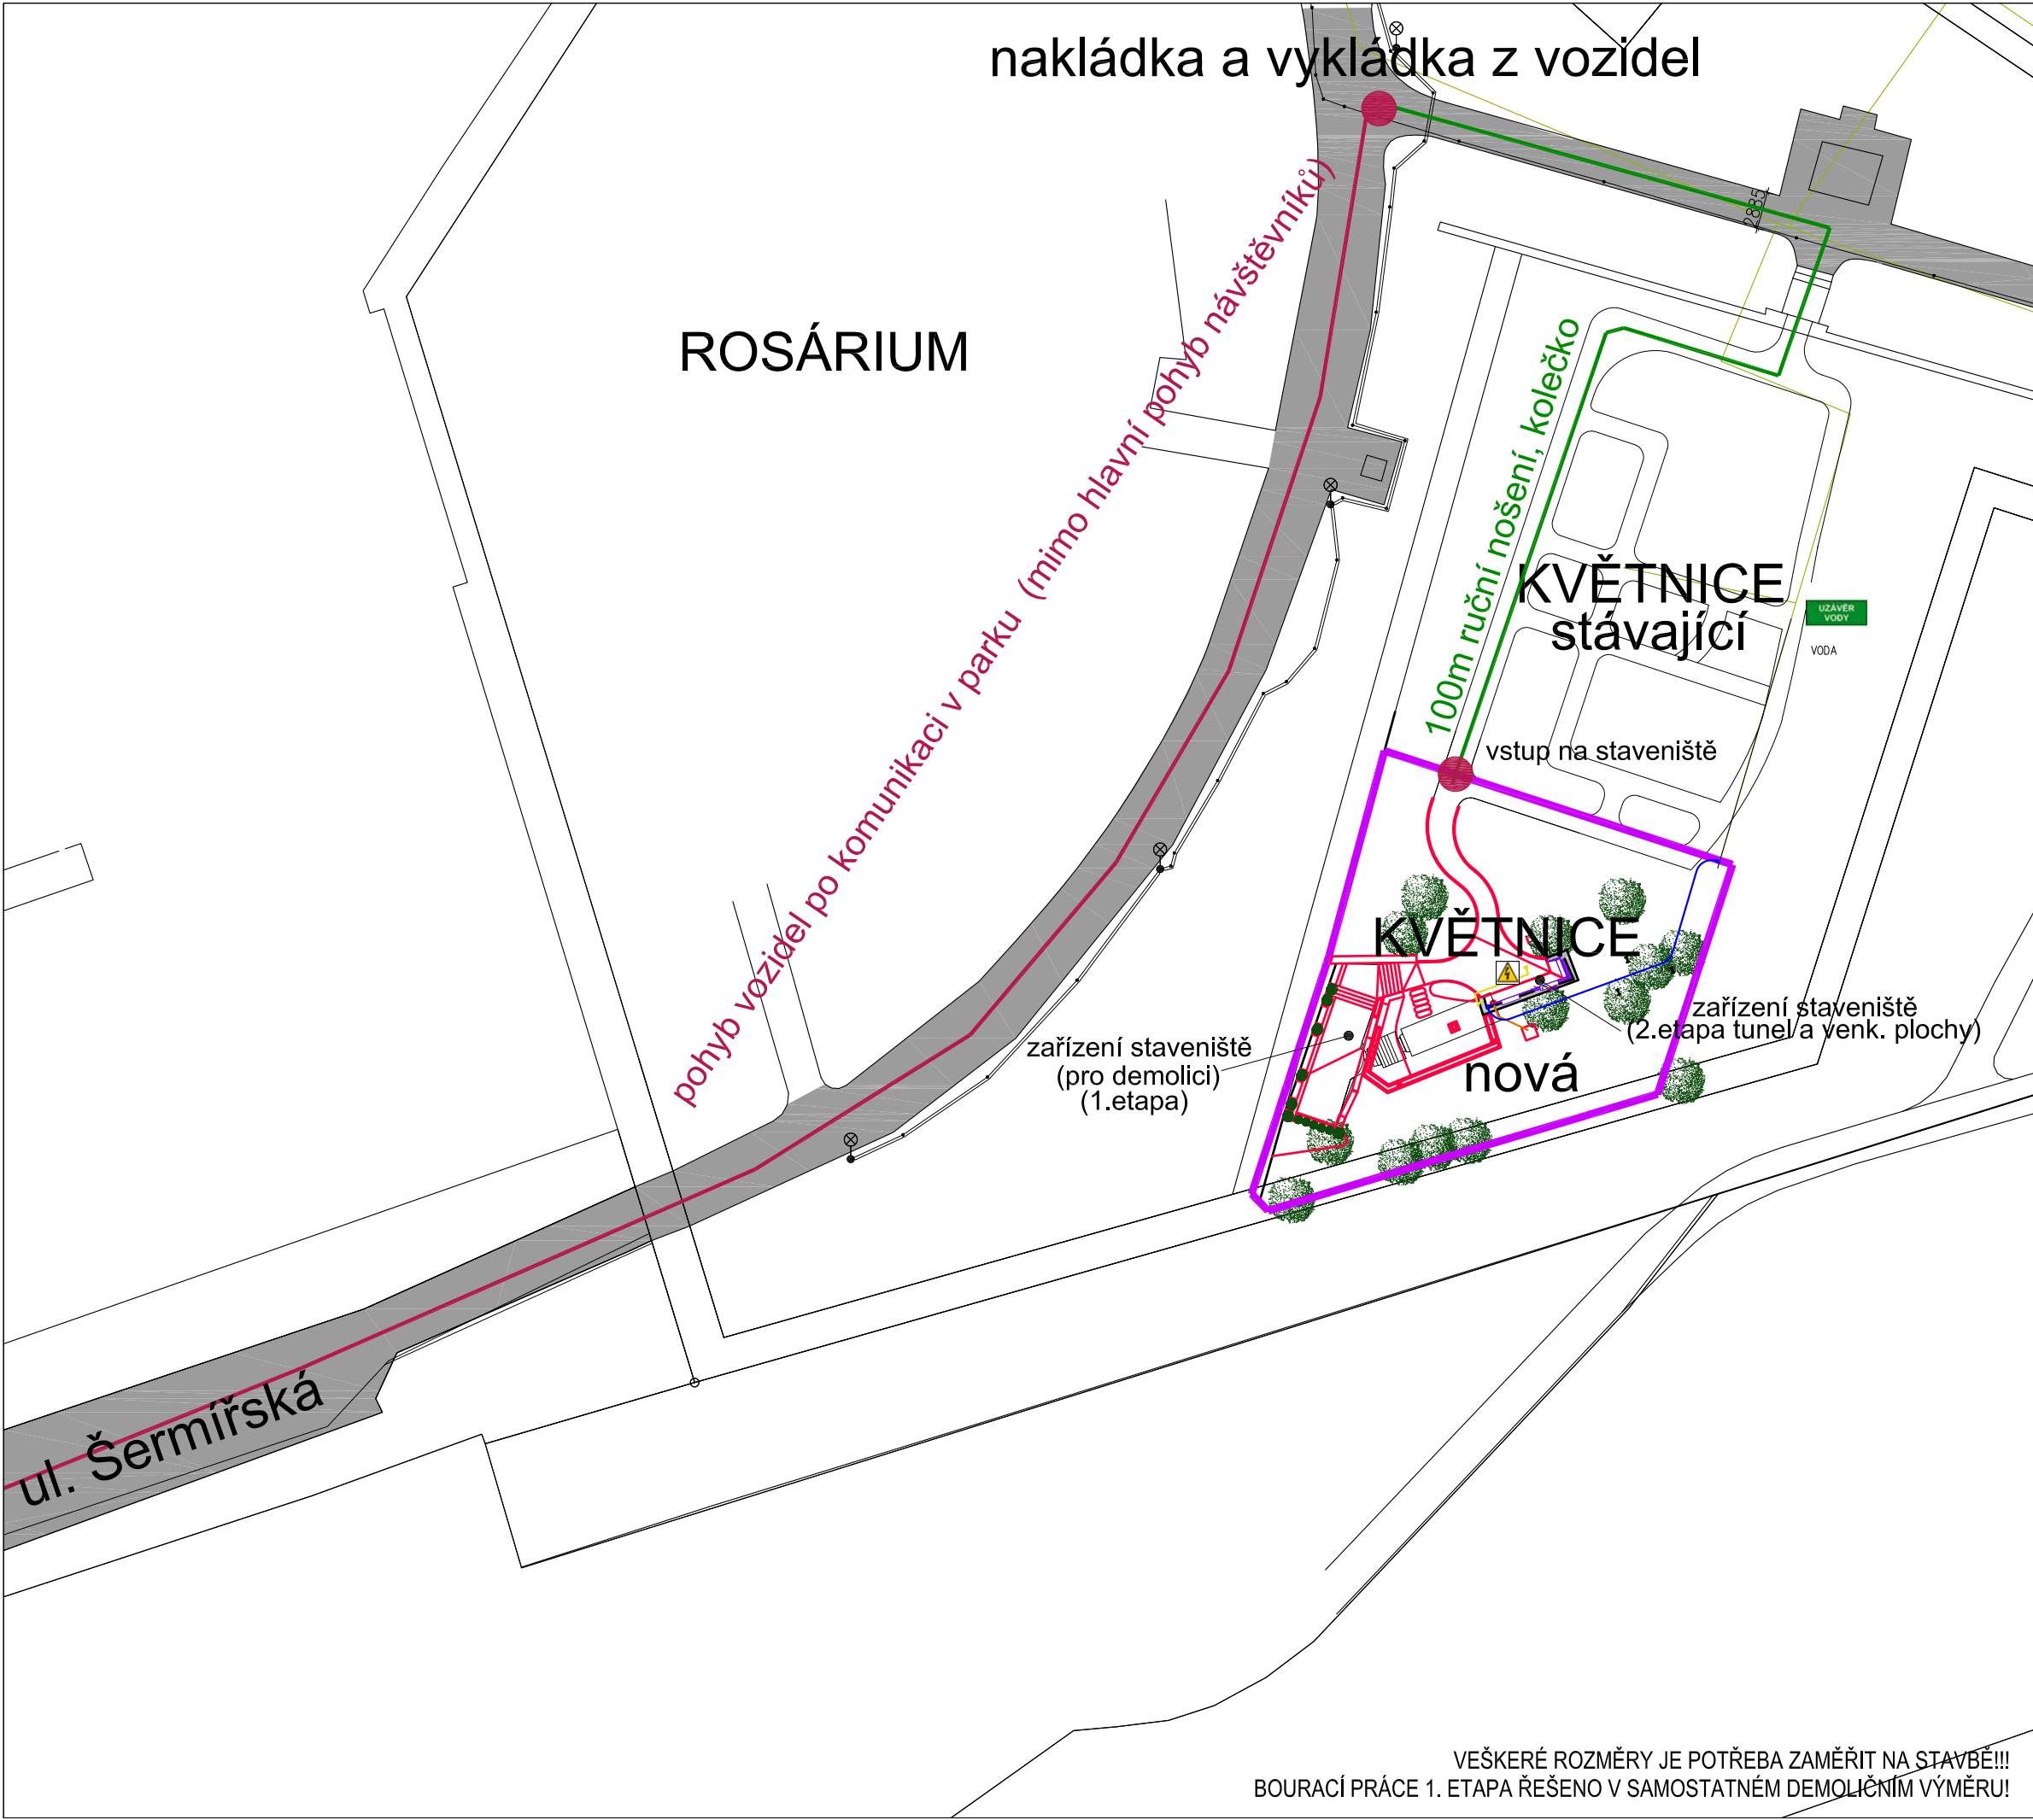 nakládka a vykládka z vozidel
2835
ROSÁRIUM
pohyb vozidel po komunikaci v parku (mimo hlavní pohyb návštěvníků)
100m ruční nošení, kolečko
KVĚTNICE
stávající
UZÁVĚR
VODY
VODA
vstup na staveniště
KVĚTNICE
nová
zařízení staveniště
(2.etapa tunel a venk. plochy)
zařízení staveniště
(pro demolici)
(1.etapa)
ul. Šermířská
VEŠKERÉ ROZMĚRY JE POTŘEBA ZAMĚŘIT NA STAVBĚ!!!
BOURACÍ PRÁCE 1. ETAPA ŘEŠENO V SAMOSTATNÉM DEMOLIČNÍM VÝMĚRU!